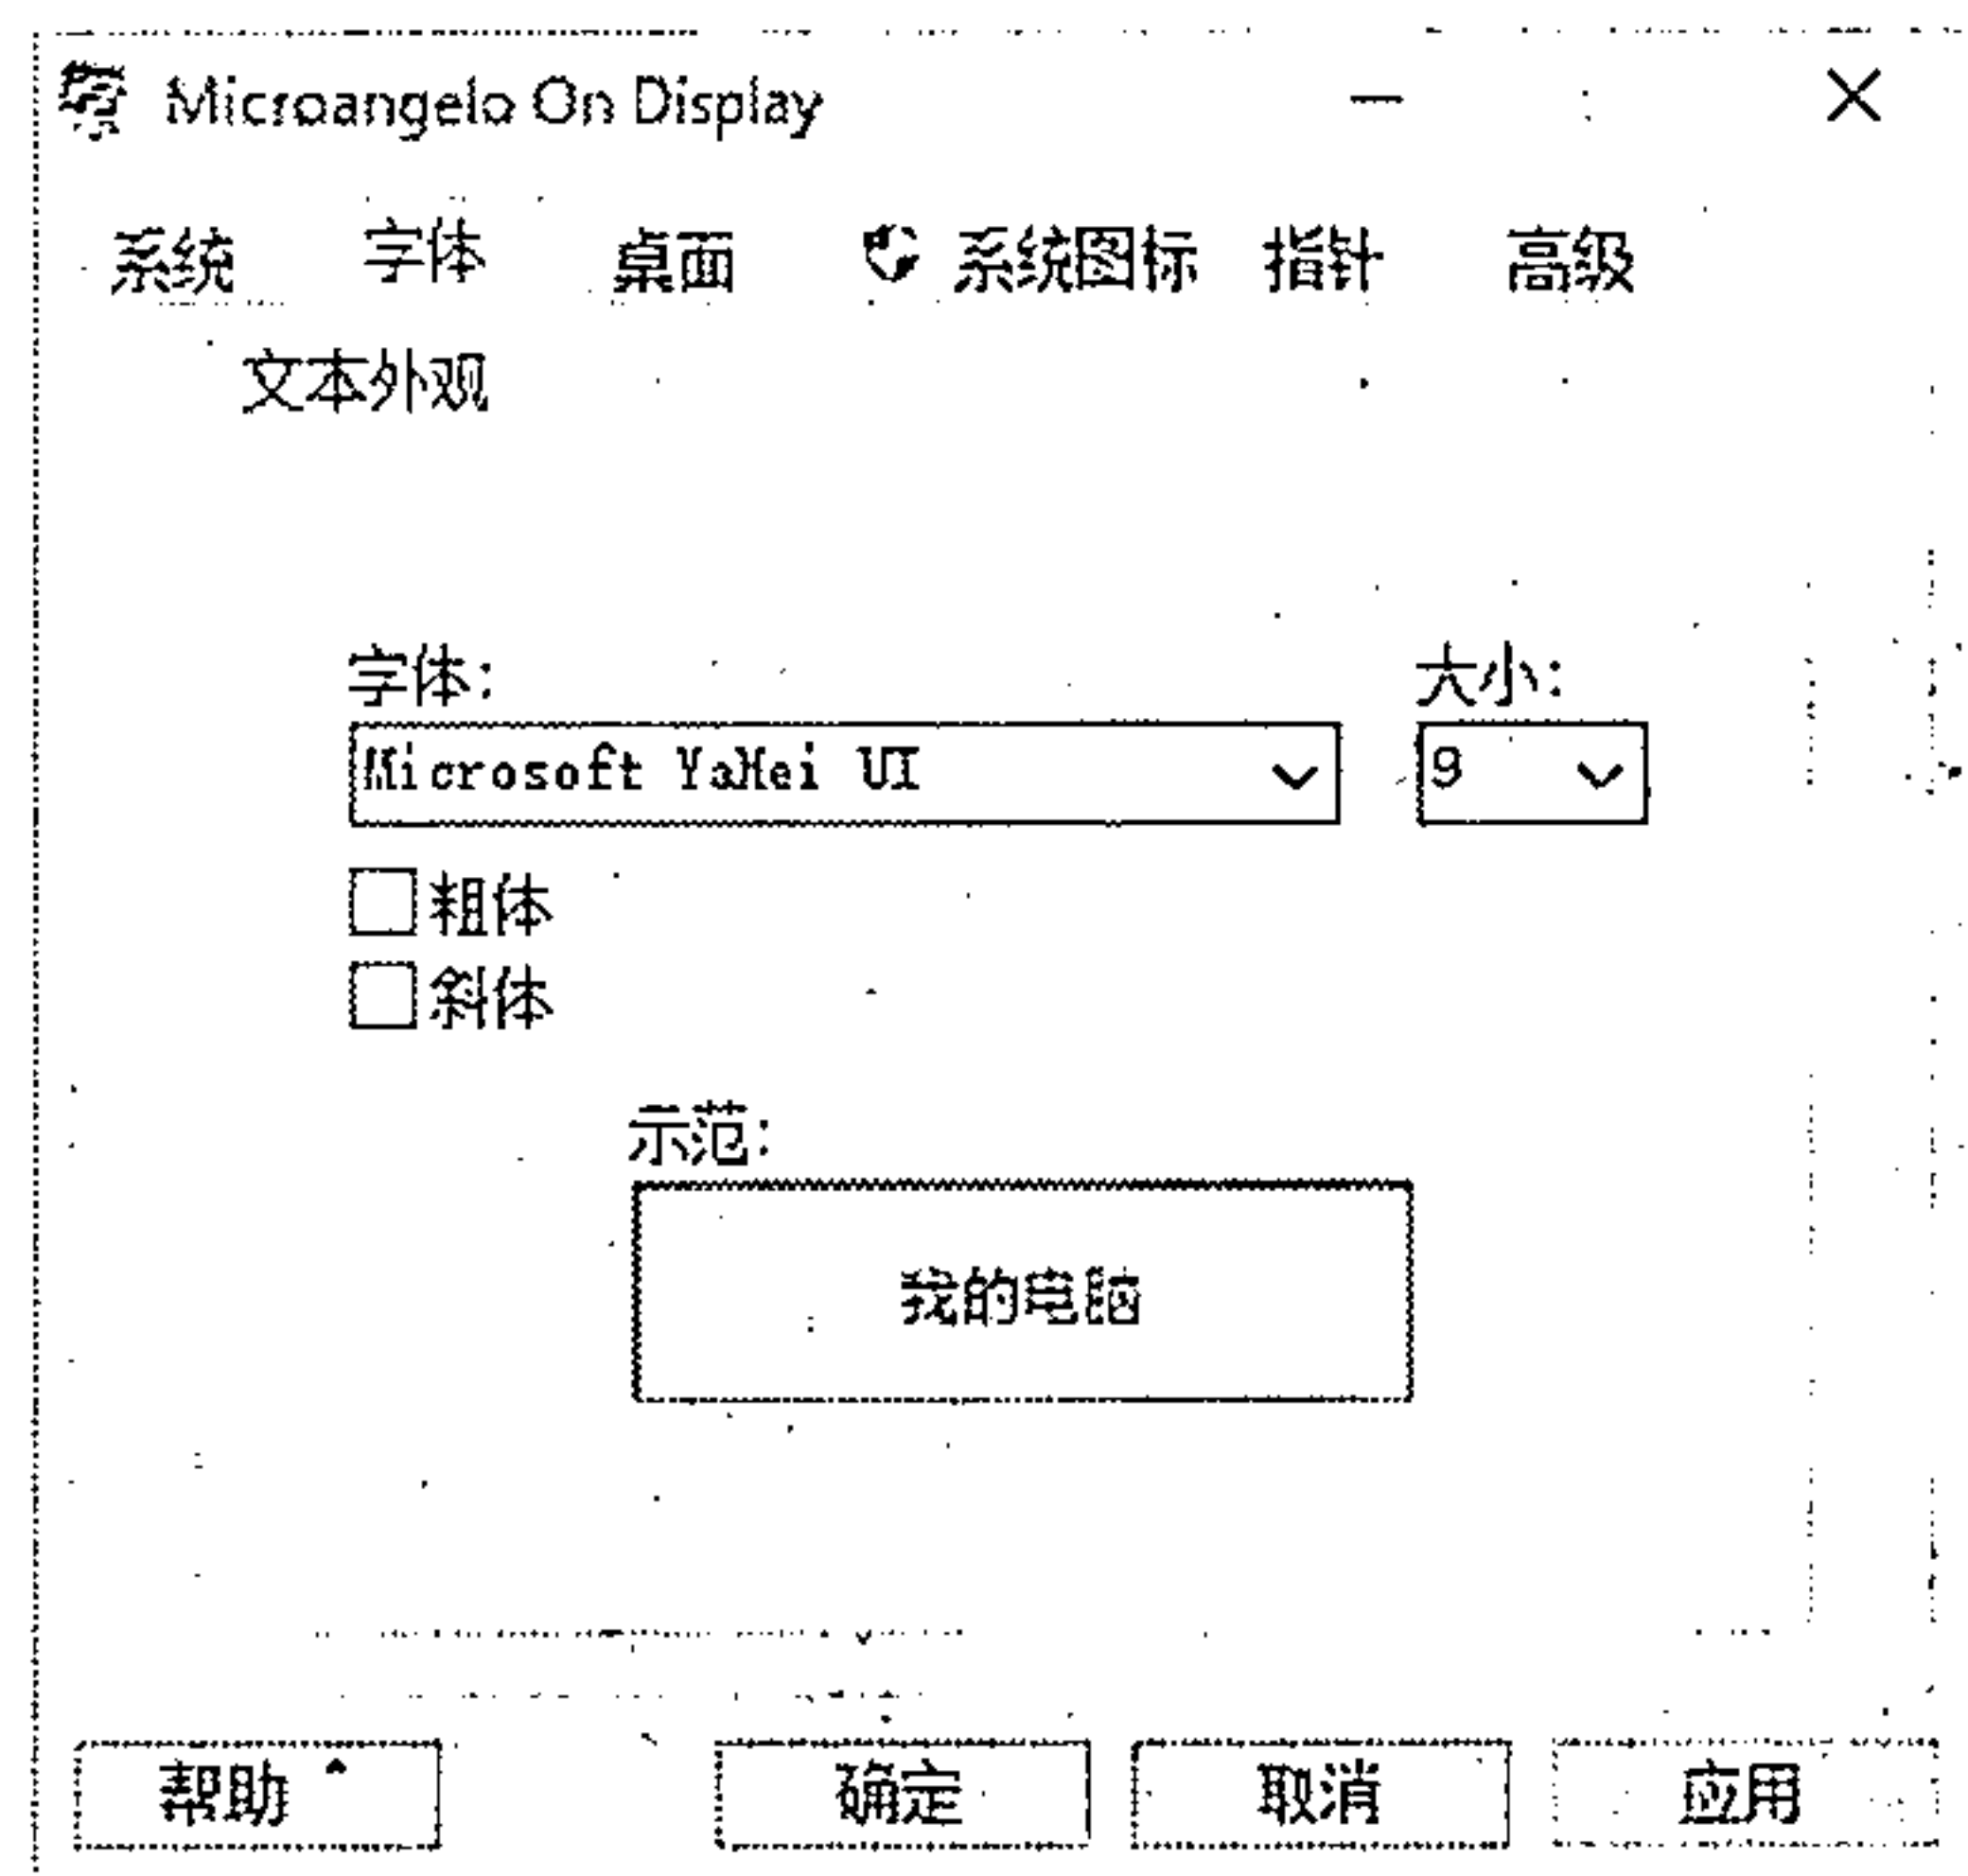 Microangelo On Display
系统 字体 桌面 系统图标 指针 高级
文本外观
字体: 大小:
Microsoft YaHei UI 9
粗体
斜体
示范:
我的电脑
帮助 确定 取消 应用